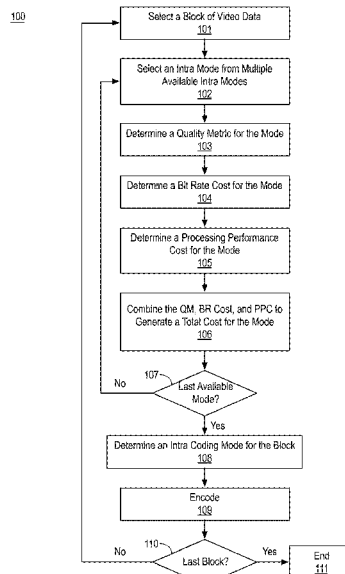 100
Select a Block of Video Data
101
Select an Intra Mode from Multiple
Available Intra Modes
102
Determine a Quality Metric for the Mode
103
Determine a Bit Rate Cost for the Mode
104
Determine a Processing Performance
Cost for the Mode
105
Combine the QM, BR Cost, and PPC to
Generate a Total Cost for the Mode
106
107
No
Last Available
Mode?
Yes
Determine an Intra Coding Mode for the Block
108
Encode
109
110
No
Last Block?
Yes
End
111